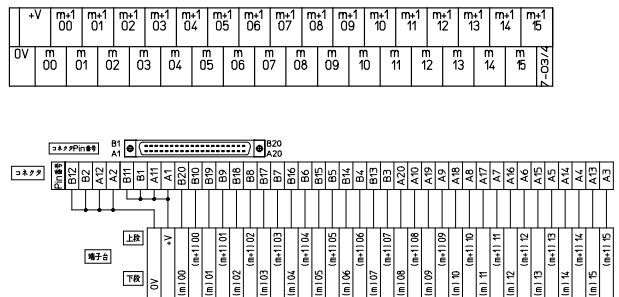 +V m+1 00 m+1 01 m+1 02 m+1 03 m+1 04 m+1 05 m+1 06 m+1 07 m+1 08 m+1 09 m+1 10 m+1 11 m+1 12 m+1 13 m+1 14 m+1 15
0V m 00 m 01 m 02 m 03 m 04 m 05 m 06 m 07 m 08 m 09 m 10 m 11 m 12 m 13 m 14 m 15 7-03/4
コネクタPin番号 B1 B20
A1 A20
コネクタ Pin番号 B12 B2 A12 A2 B11 B1 A11 A1 B20 B10 B19 B9 B18 B8 B17 B7 B16 B6 B15 B5 B14 B4 B13 B3 A20 A10 A19 A9 A18 A8 A17 A7 A16 A6 A15 A5 A14 A4 A13 A3
上段 +V (m+1) 00 (m+1) 01 (m+1) 02 (m+1) 03 (m+1) 04 (m+1) 05 (m+1) 06 (m+1) 07 (m+1) 08 (m+1) 09 (m+1) 10 (m+1) 11 (m+1) 12 (m+1) 13 (m+1) 14 (m+1) 15
端子台
下段 0V (m) 00 (m) 01 (m) 02 (m) 03 (m) 04 (m) 05 (m) 06 (m) 07 (m) 08 (m) 09 (m) 10 (m) 11 (m) 12 (m) 13 (m) 14 (m) 15